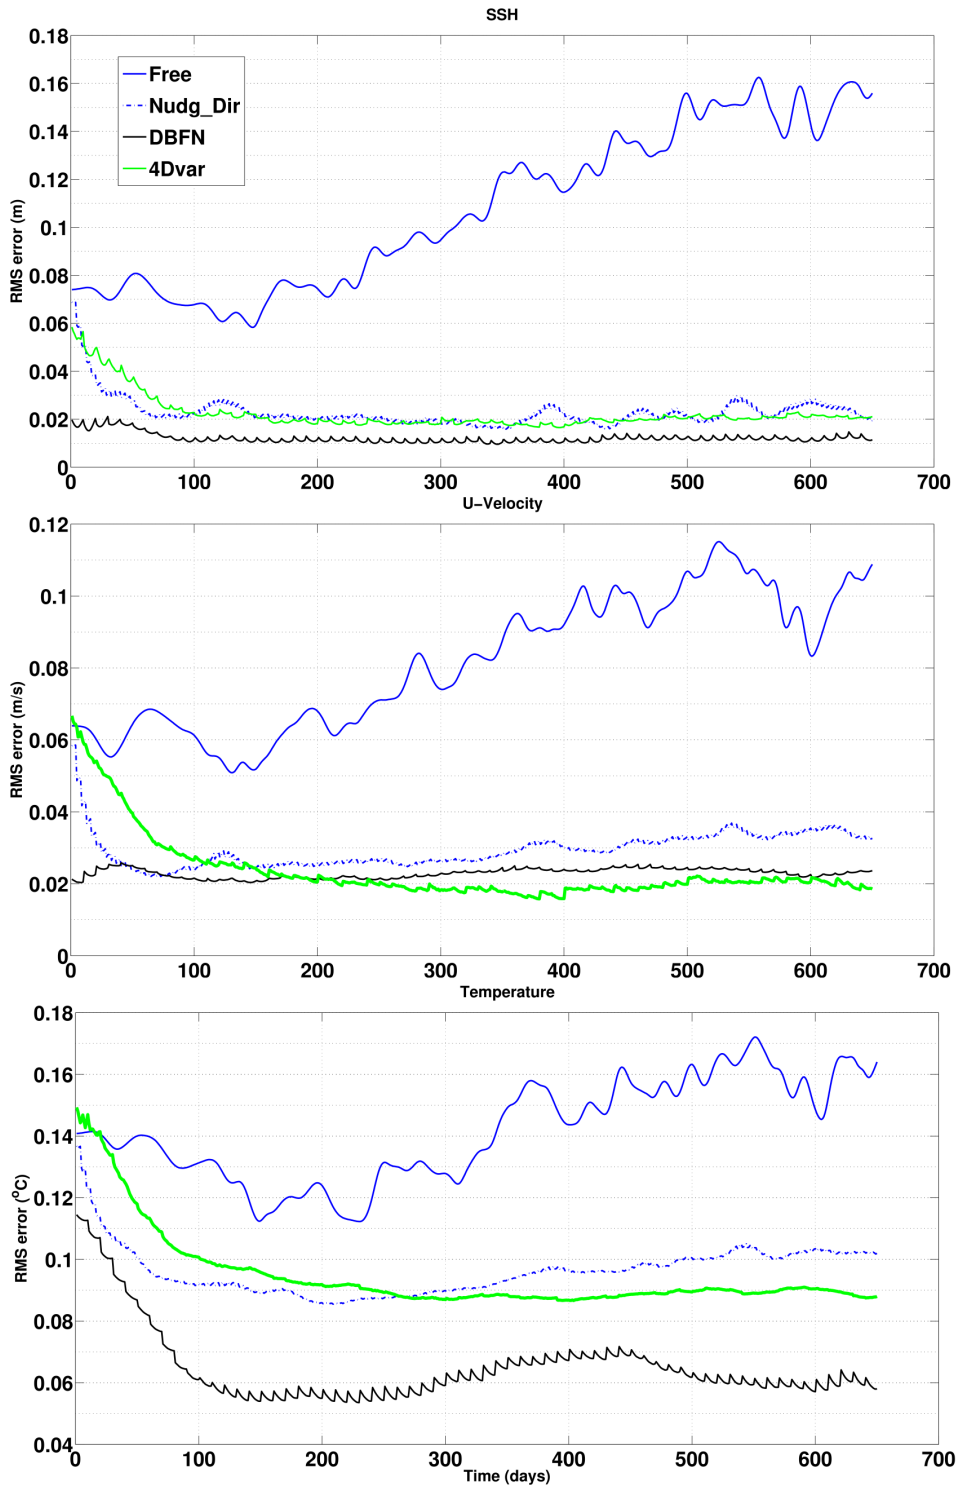 SSH
0.18
0.16
0.14
0.12
0.1
0.08
0.06
0.04
0.02
0
RMS error (m)
Free
Nudg_Dir
DBFN
4Dvar
0 100 200 300 400 500 600 700
U−Velocity
0.12
0.1
0.08
0.06
0.04
0.02
0
RMS error (m/s)
0 100 200 300 400 500 600 700
Temperature
0.18
0.16
0.14
0.12
0.1
0.08
0.06
0.04
RMS error (°C)
0 100 200 300 400 500 600 700
Time (days)